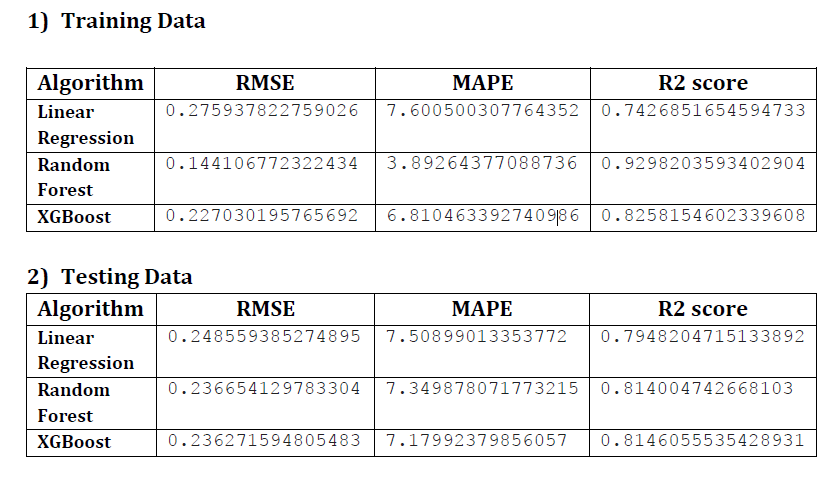 1) Training Data
Algorithm RMSE MAPE R2 score
Linear 0.275937822759026 7.600500307764352 0.7426851654594733
Regression
Random 0.144106772322434 3.89264377088736 0.9298203593402904
Forest
XGBoost 0.227030195765692 6.810463392740986 0.8258154602339608
2) Testing Data
Algorithm RMSE MAPE R2 score
Linear 0.248559385274895 7.50899013353772 0.7948204715133892
Regression
Random 0.236654129783304 7.349878071773215 0.814004742668103
Forest
XGBoost 0.236271594805483 7.17992379856057 0.8146055535428931